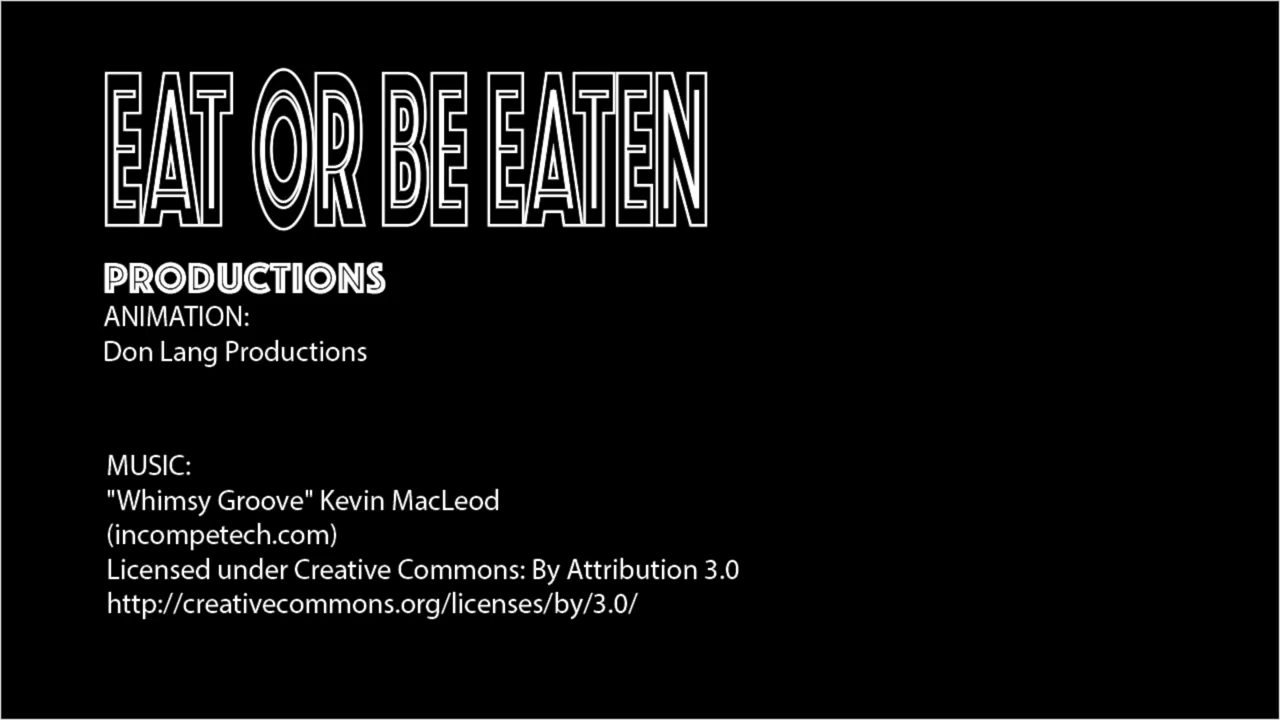 EAT OR BE EATEN
PRODUCTIONS
ANIMATION:
Don Lang Productions
MUSIC:
"Whimsy Groove" Kevin MacLeod
(incompetech.com)
Licensed under Creative Commons: By Attribution 3.0
http://creativecommons.org/licenses/by/3.0/